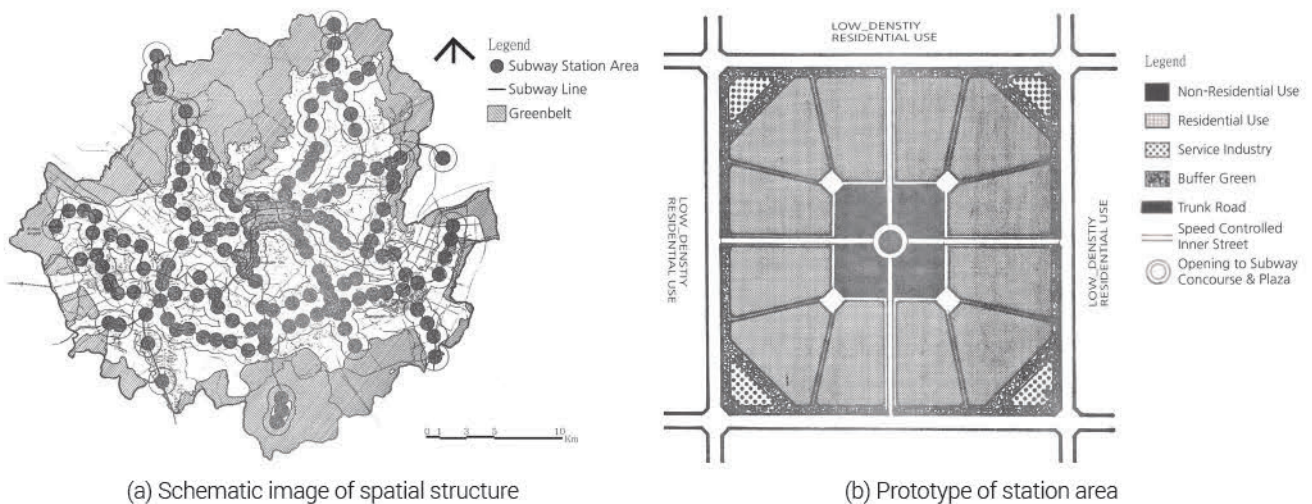 Legend
Subway Station Area
Subway Line
Greenbelt
0 1 3 5 10
Km
(a) Schematic image of spatial structure
LOW_DENSTIY
RESIDENTIAL USE
LOW_DENSTIY
RESIDENTIAL USE
LOW_DENSTIY
RESIDENTIAL USE
Legend
Non-Residential Use
Residential Use
Service Industry
Buffer Green
Trunk Road
Speed Controlled
Inner Street
Opening to Subway
Concourse & Plaza
(b) Prototype of station area